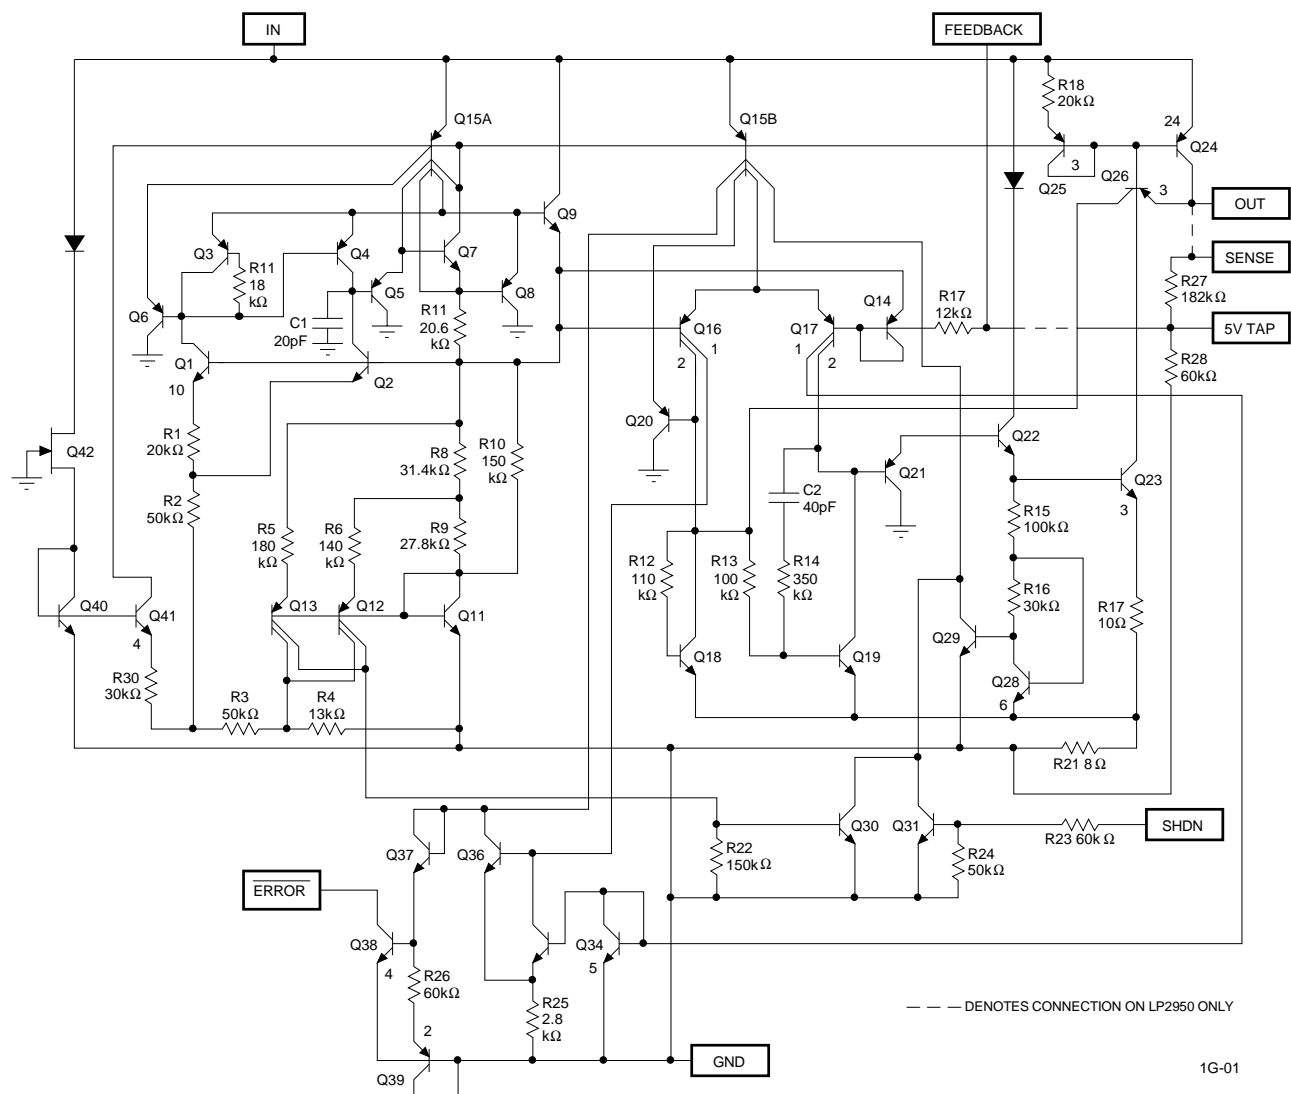 IN
FEEDBACK
R18
20kΩ
Q15A
Q15B
24
Q24
3
Q25
Q26
3
OUT
Q9
Q3
Q4
Q7
R11
18
kΩ
Q5
Q8
SENSE
R27
182kΩ
Q6
C1
20pF
R11
20.6
kΩ
Q16
Q17
Q14
R17
12kΩ
5V TAP
2
1
1
2
Q1
Q2
10
R28
60kΩ
Q20
R1
20kΩ
Q42
R8
31.4kΩ
R10
150
kΩ
Q22
Q21
Q23
3
R2
50kΩ
C2
40pF
R5
180
kΩ
R6
140
kΩ
R9
27.8kΩ
R15
100kΩ
R12
110
kΩ
R13
100
kΩ
R14
350
kΩ
R16
30kΩ
R17
10Ω
Q40
Q41
4
Q13
Q12
Q11
Q29
Q18
Q19
Q28
6
R30
30kΩ
R3
50kΩ
R4
13kΩ
R21 8Ω
Q30
Q31
R23 60kΩ
SHDN
Q37
Q36
R22
150kΩ
R24
50kΩ
ERROR
Q38
4
Q34
5
R26
60kΩ
R25
2.8
kΩ
— — — DENOTES CONNECTION ON LP2950 ONLY
2
Q39
GND
1G-01